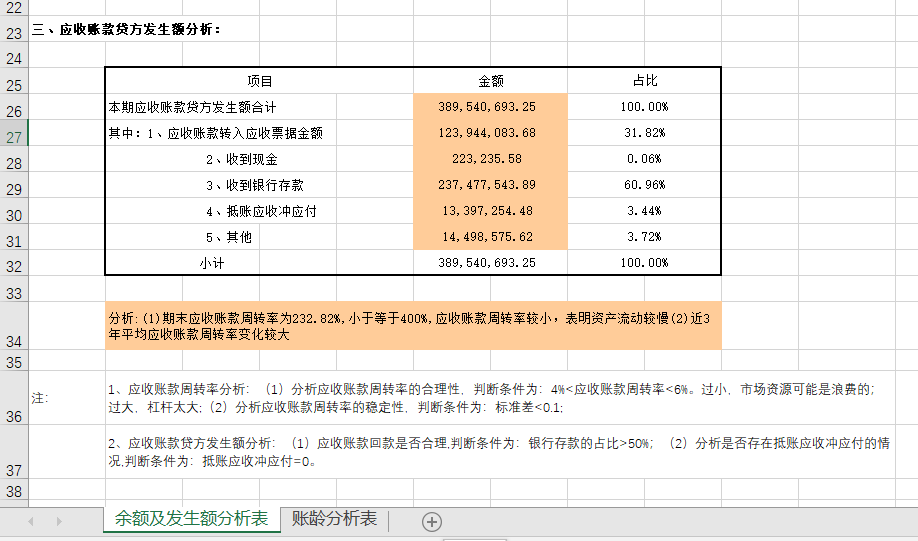 22
23 三、应收账款贷方发生额分析：
24
25 项目 金额 占比
26 本期应收账款贷方发生额合计 389,540,693.25 100.00%
27 其中：1、应收账款转入应收票据金额 123,944,083.68 31.82%
28 2、收到现金 223,235.58 0.06%
29 3、收到银行存款 237,477,543.89 60.96%
30 4、抵账应收冲应付 13,397,254.48 3.44%
31 5、其他 14,498,575.62 3.72%
32 小计 389,540,693.25 100.00%
33
分析:(1)期末应收账款周转率为232.82%,小于等于400%,应收账款周转率较小，表明资产流动较慢(2)近3
34 年平均应收账款周转率变化较大
35
注： 1、应收账款周转率分析：（1）分析应收账款周转率的合理性，判断条件为：4%<应收账款周转率<6%。过小，市场资源可能是浪费的；
36 过大，杠杆太大;（2）分析应收账款周转率的稳定性，判断条件为：标准差<0.1;
2、应收账款贷方发生额分析：（1）应收账款回款是否合理,判断条件为：银行存款的占比>50%；（2）分析是否存在抵账应收冲应付的情
37 况,判断条件为：抵账应收冲应付=0。
38
余额及发生额分析表 账龄分析表